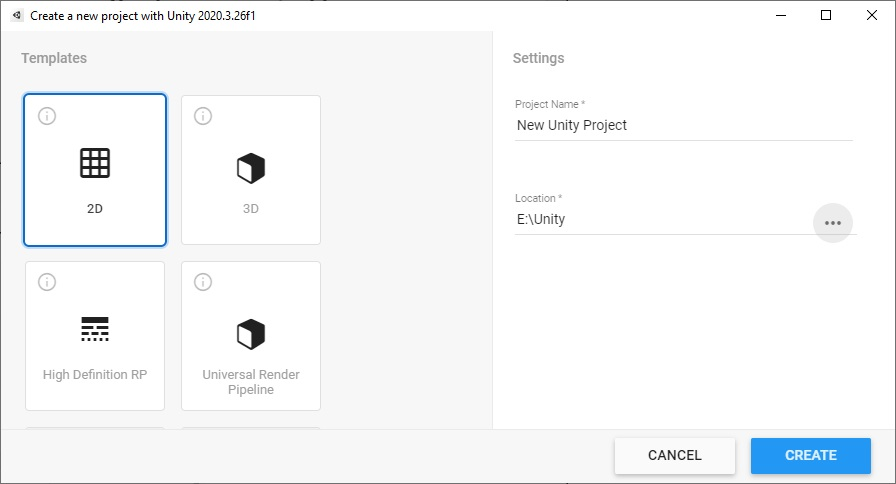 Create a new project with Unity 2020.3.26f1
Templates
2D
3D
High Definition RP
Universal Render
Pipeline
Settings
Project Name *
New Unity Project
Location *
E:\Unity
CANCEL
CREATE